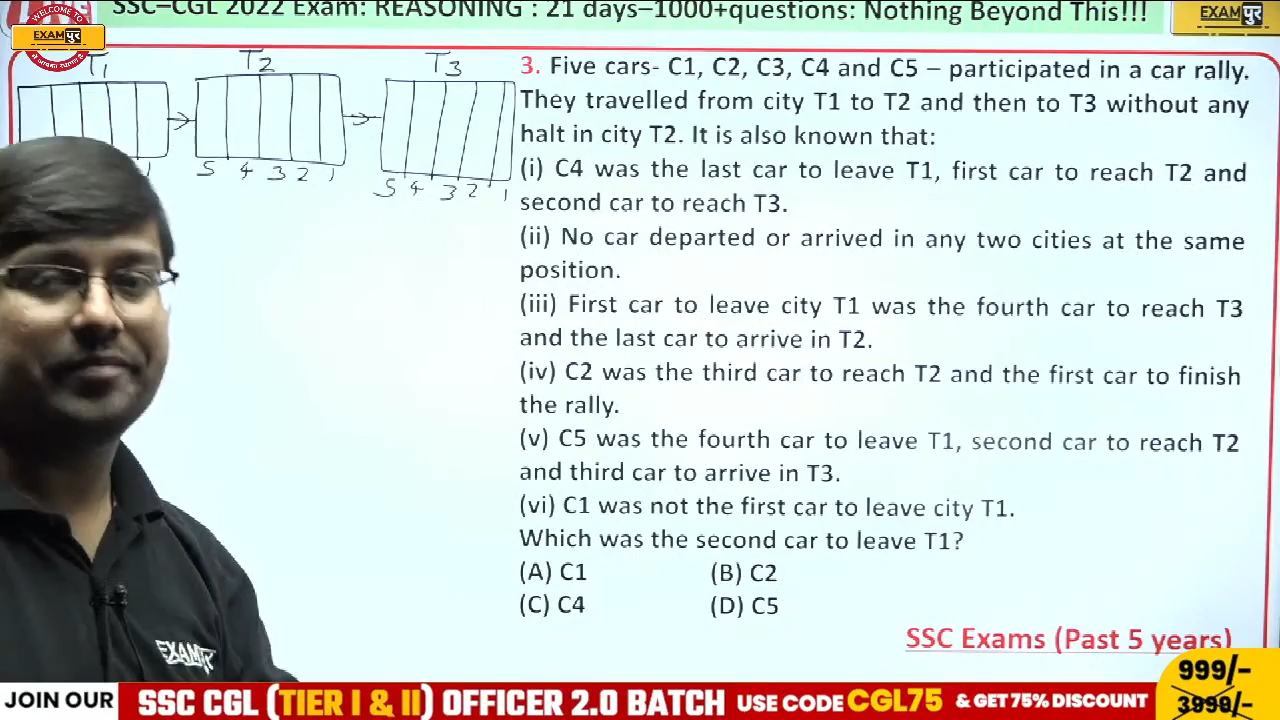 SSC–CGL 2022 Exam: REASONING : 21 days–1000+questions: Nothing Beyond This!!!
EXAMपुर
WELCOME TO
EXAMपुर
T1 T2 T3
5 4 3 2 1
5 4 3 2 1
3. Five cars- C1, C2, C3, C4 and C5 – participated in a car rally.
They travelled from city T1 to T2 and then to T3 without any
halt in city T2. It is also known that:
(i) C4 was the last car to leave T1, first car to reach T2 and
second car to reach T3.
(ii) No car departed or arrived in any two cities at the same
position.
(iii) First car to leave city T1 was the fourth car to reach T3
and the last car to arrive in T2.
(iv) C2 was the third car to reach T2 and the first car to finish
the rally.
(v) C5 was the fourth car to leave T1, second car to reach T2
and third car to arrive in T3.
(vi) C1 was not the first car to leave city T1.
Which was the second car to leave T1?
(A) C1 (B) C2
(C) C4 (D) C5
SSC Exams (Past 5 years)
EXAMपुर
999/-
3999/-
JOIN OUR SSC CGL (TIER I & II) OFFICER 2.0 BATCH USE CODE CGL75 & GET 75% DISCOUNT